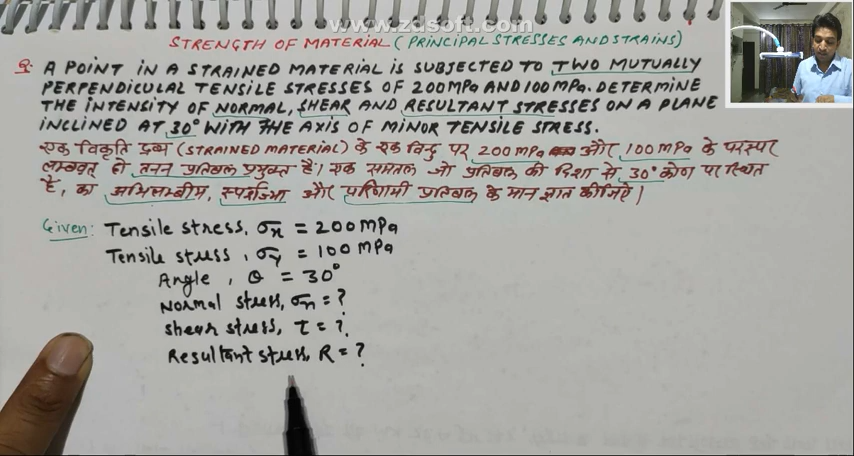 www.zdsoft.com
STRENGTH OF MATERIAL (PRINCIPAL STRESSES AND STRAINS)
Q. A POINT IN A STRAINED MATERIAL IS SUBJECTED TO TWO MUTUALLY
PERPENDICULAR TENSILE STRESSES OF 200MPa AND 100MPa. DETERMINE
THE INTENSITY OF NORMAL, SHEAR AND RESULTANT STRESS ON A PLANE
INCLINED AT 30° WITH THE AXIS OF MINOR TENSILE STRESS.
एक विकृति द्रव्य (STRAINED MATERIAL) के एक बिन्दु पर 200 MPa और 100 MPa के परस्पर
लम्बवत् दो तनन प्रतिबल प्रयुक्त हैं। एक समतल जो प्रतिबल की दिशा से 30° कोण पर स्थित
है, का अभिलम्बीय, स्पर्शीय और परिणामी प्रतिबल के मान ज्ञात कीजिए।
Given: Tensile stress, σx = 200 MPa
Tensile stress, σy = 100 MPa
Angle, θ = 30°
Normal stress, σn = ?
Shear stress, τ = ?
Resultant stress, R = ?